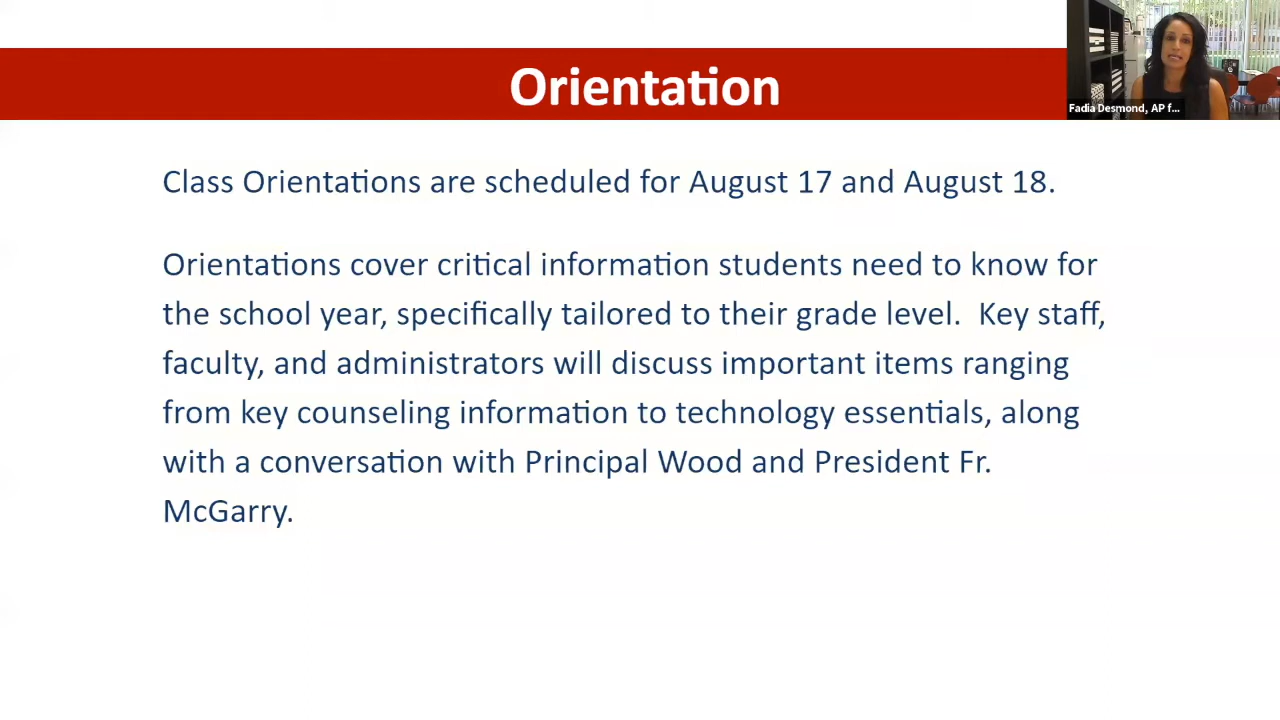 Orientation
Fadia Desmond, AP f...
Class Orientations are scheduled for August 17 and August 18.
Orientations cover critical information students need to know for
the school year, specifically tailored to their grade level.  Key staff,
faculty, and administrators will discuss important items ranging
from key counseling information to technology essentials, along
with a conversation with Principal Wood and President Fr.
McGarry.